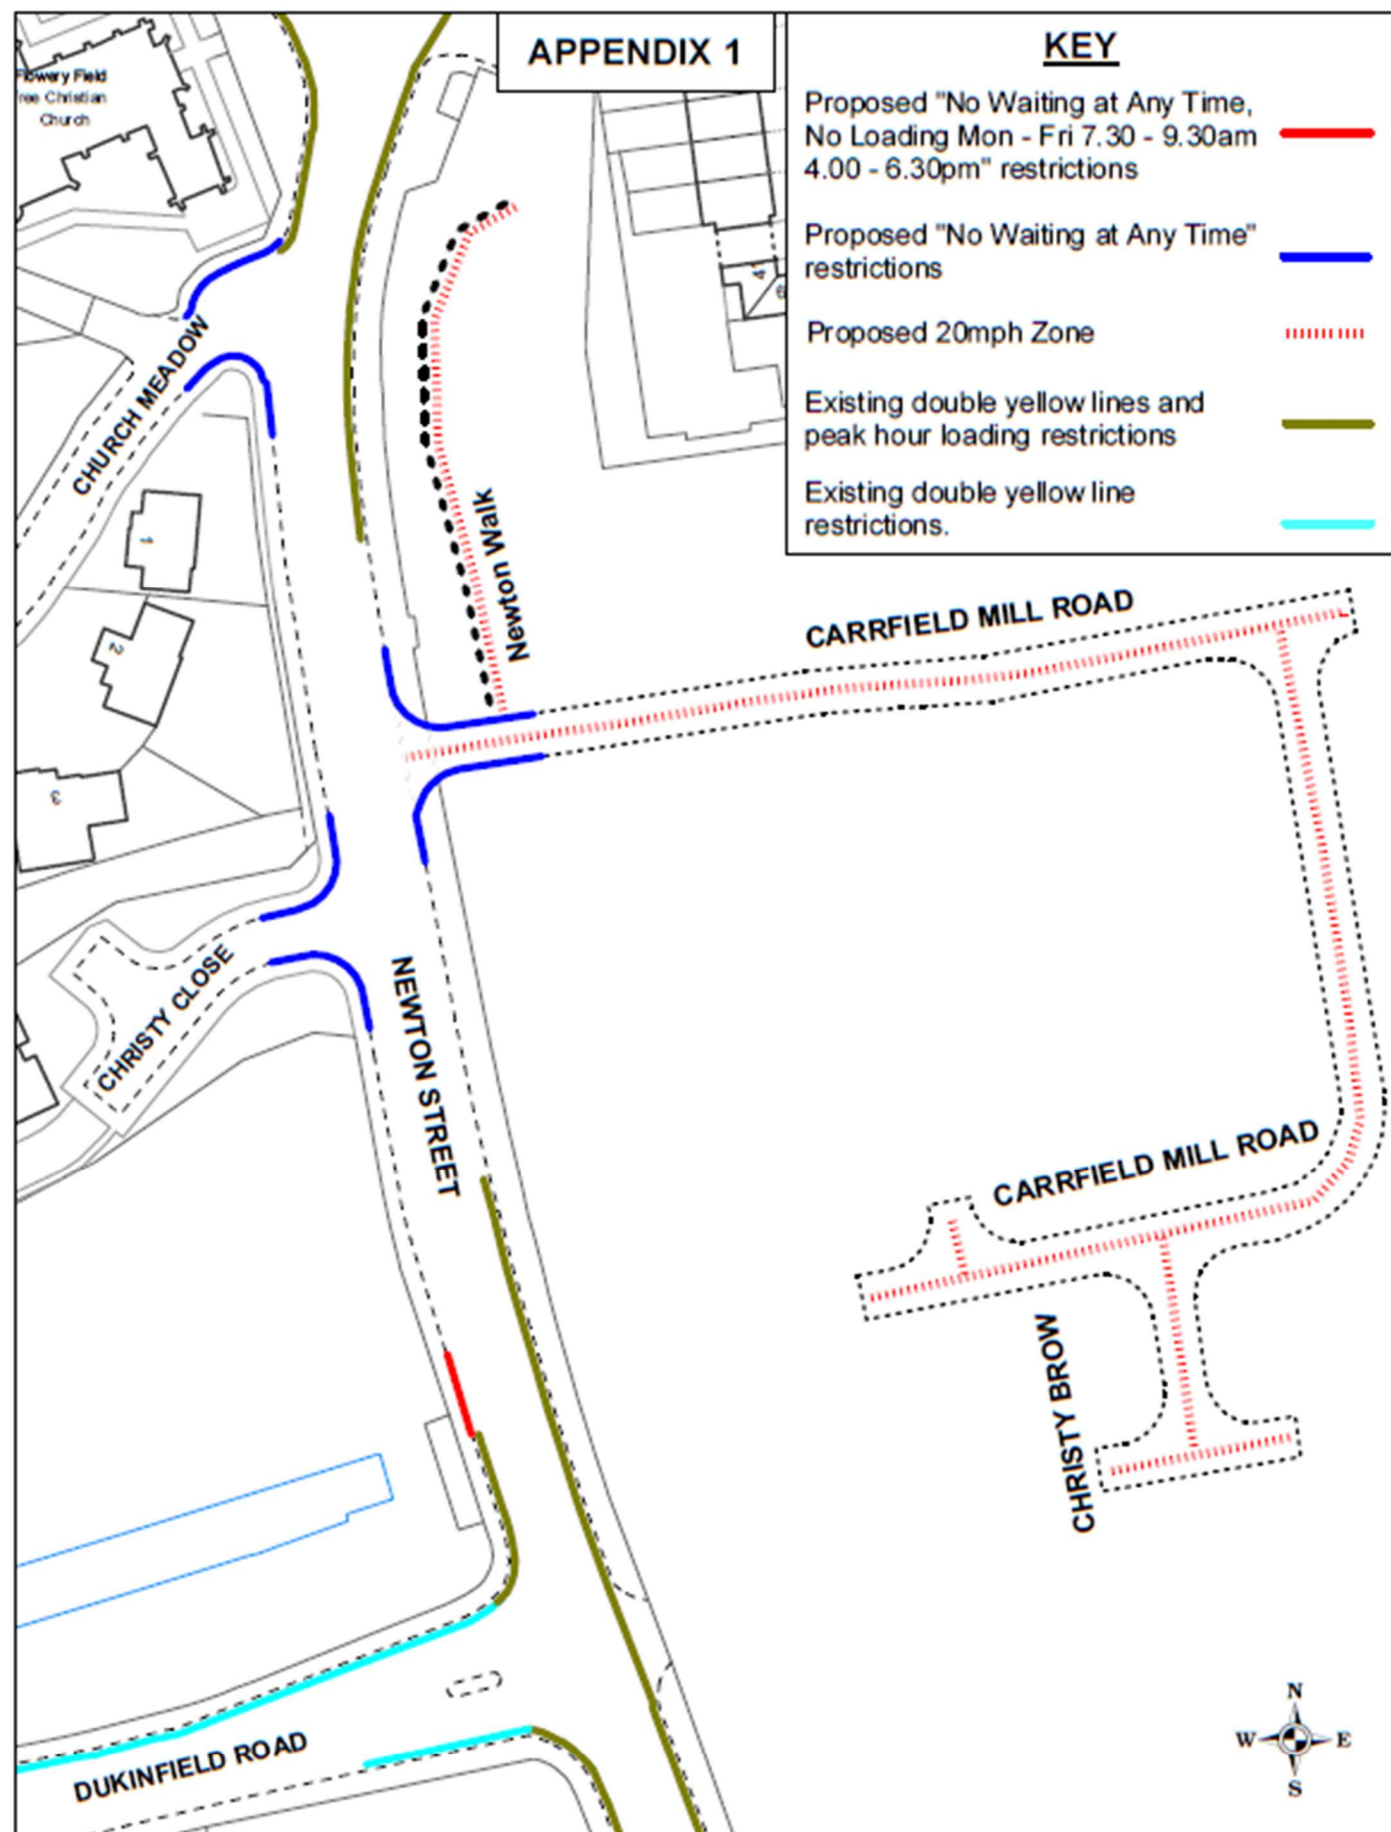 APPENDIX 1
KEY
Proposed "No Waiting at Any Time,
No Loading Mon - Fri 7.30 - 9.30am
4.00 - 6.30pm" restrictions
Proposed "No Waiting at Any Time"
restrictions
Proposed 20mph Zone
Existing double yellow lines and
peak hour loading restrictions
Existing double yellow line
restrictions.
Flowery Field
ree Christian
Church
CHURCH MEADOW
1
2
3
Newton Walk
CARRFIELD MILL ROAD
CHRISTY CLOSE
NEWTON STREET
CARRFIELD MILL ROAD
CHRISTY BROW
DUKINFIELD ROAD
N
W E
S